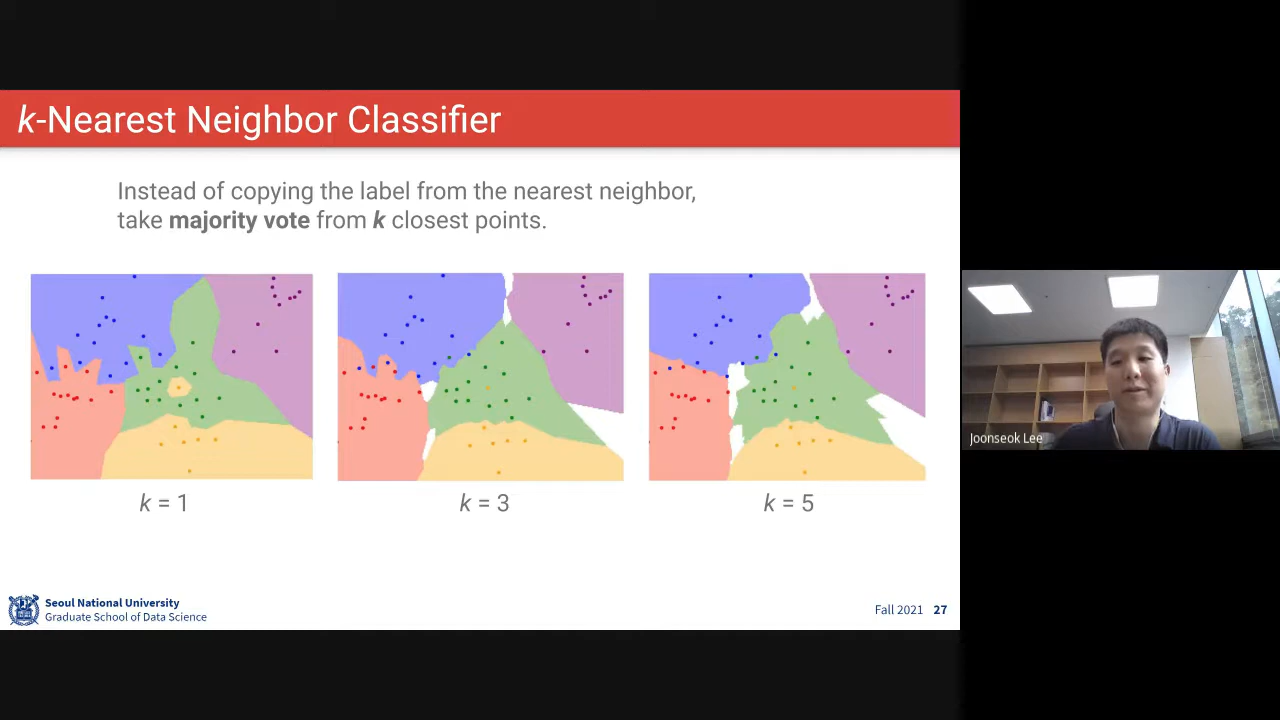 k-Nearest Neighbor Classifier
Instead of copying the label from the nearest neighbor,
take majority vote from k closest points.
k = 1
k = 3
k = 5
Joonseok Lee
Seoul National University
Graduate School of Data Science
Fall 2021 27